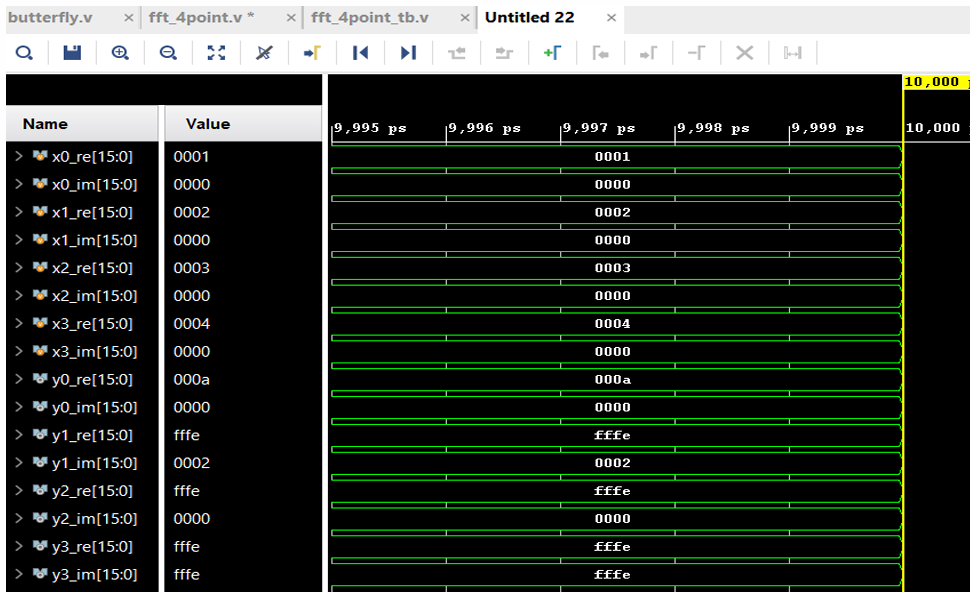 butterfly.v × fft_4point.v * × fft_4point_tb.v × Untitled 22 ×
10,000
Name Value 9,995 ps 9,996 ps 9,997 ps 9,998 ps 9,999 ps 10,000
x0_re[15:0] 0001 0001
x0_im[15:0] 0000 0000
x1_re[15:0] 0002 0002
x1_im[15:0] 0000 0000
x2_re[15:0] 0003 0003
x2_im[15:0] 0000 0000
x3_re[15:0] 0004 0004
x3_im[15:0] 0000 0000
y0_re[15:0] 000a 000a
y0_im[15:0] 0000 0000
y1_re[15:0] fffe fffe
y1_im[15:0] 0002 0002
y2_re[15:0] fffe fffe
y2_im[15:0] 0000 0000
y3_re[15:0] fffe fffe
y3_im[15:0] fffe fffe